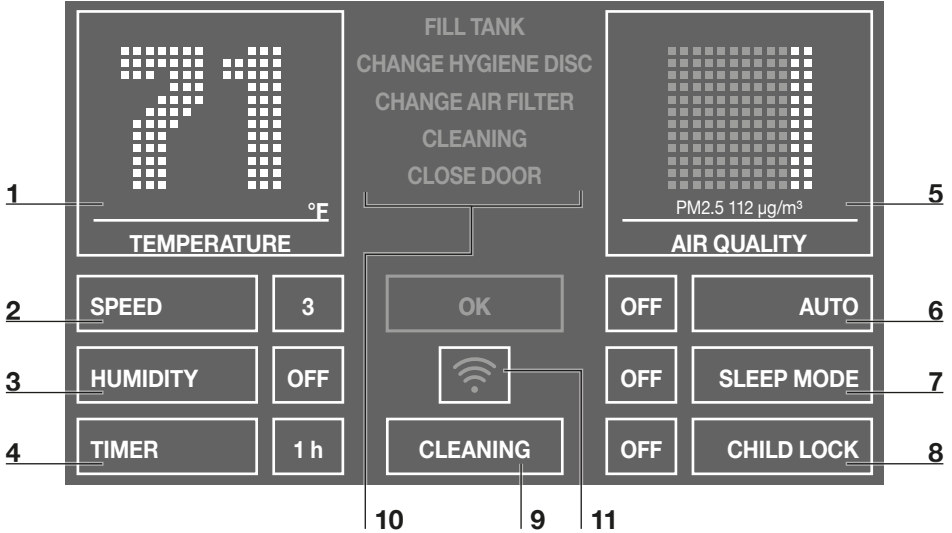 71
°F
TEMPERATURE
FILL TANK
CHANGE HYGIENE DISC
CHANGE AIR FILTER
CLEANING
CLOSE DOOR
PM2.5 112 µg/m³
AIR QUALITY
1
5
SPEED 3
OK
OFF AUTO
2
6
HUMIDITY OFF
OFF SLEEP MODE
3
7
TIMER 1 h
CLEANING
OFF CHILD LOCK
4
8
10
9
11